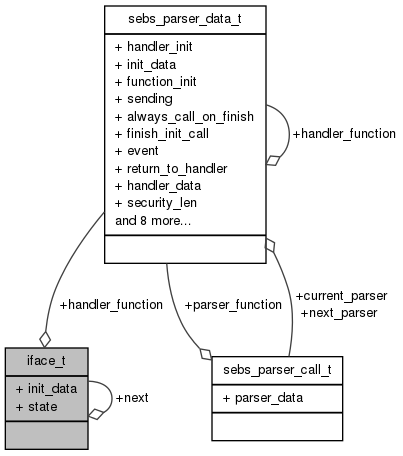 sebs_parser_data_t
+ handler_init
+ init_data
+ function_init
+ sending
+ always_call_on_finish
+ finish_init_call
+ event
+ return_to_handler
+ handler_data
+ security_len
and 8 more...
+handler_function
+handler_function
+parser_function
+current_parser
+next_parser
iface_t
+ init_data
+ state
+next
sebs_parser_call_t
+ parser_data